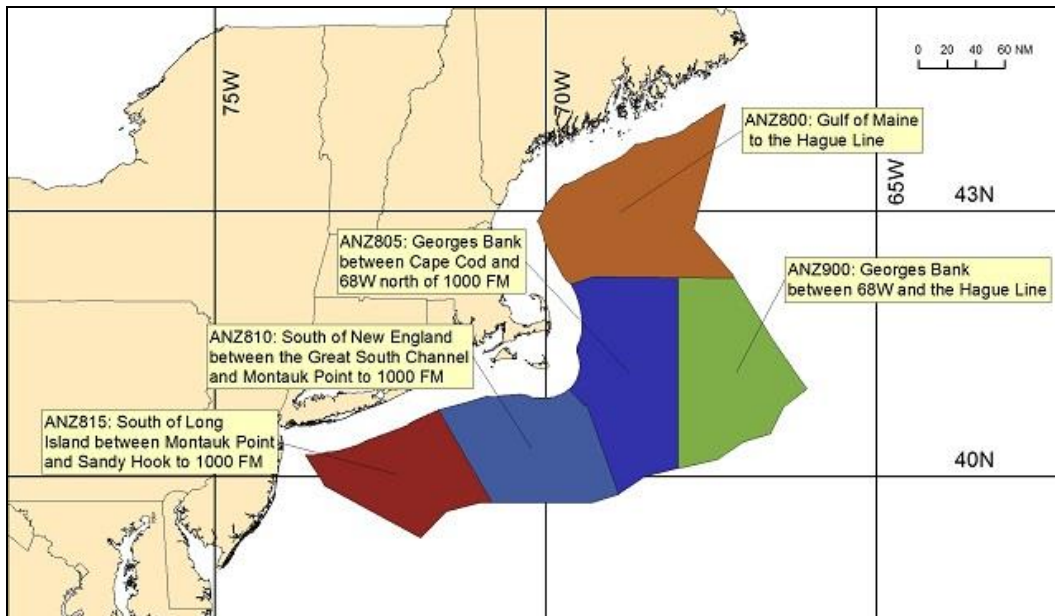 0 20 40 60 NM
75W
70W
65W
ANZ800: Gulf of Maine
to the Hague Line
43N
ANZ805: Georges Bank
between Cape Cod and
68W north of 1000 FM
ANZ900: Georges Bank
between 68W and the Hague Line
ANZ810: South of New England
between the Great South Channel
and Montauk Point to 1000 FM
ANZ815: South of Long
Island between Montauk Point
and Sandy Hook to 1000 FM
40N